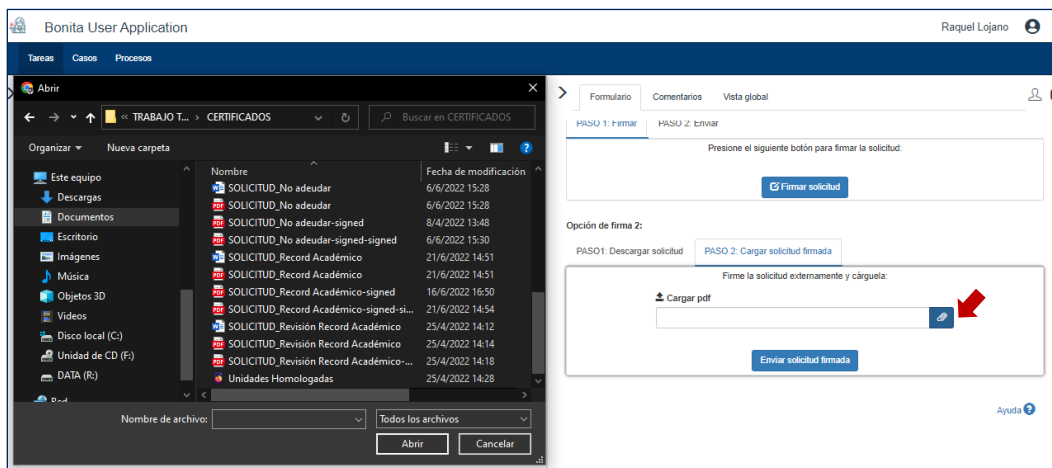 Bonita User Application
Raquel Lojano
Tareas Casos Procesos
Abrir
« TRABAJO T... › CERTIFICADOS
Buscar en CERTIFICADOS
Organizar Nueva carpeta
Este equipo
Descargas
Documentos
Escritorio
Imágenes
Música
Objetos 3D
Videos
Disco local (C:)
Unidad de CD (F:)
DATA (R:)
Red
Nombre Fecha de modificación
SOLICITUD_No adeudar 6/6/2022 15:28
SOLICITUD_No adeudar 6/6/2022 15:28
SOLICITUD_No adeudar-signed 8/4/2022 13:48
SOLICITUD_No adeudar-signed-signed 6/6/2022 15:30
SOLICITUD_Record Académico 21/6/2022 14:51
SOLICITUD_Record Académico 21/6/2022 14:51
SOLICITUD_Record Académico-signed 16/6/2022 16:50
SOLICITUD_Record Académico-signed-si... 21/6/2022 14:54
SOLICITUD_Revisión Record Académico 25/4/2022 14:12
SOLICITUD_Revisión Record Académico 25/4/2022 14:14
SOLICITUD_Revisión Record Académico-... 25/4/2022 14:18
Unidades Homologadas 25/4/2022 14:28
Nombre de archivo: Todos los archivos
Abrir Cancelar
Formulario Comentarios Vista global
PASO 1: Firmar PASO 2: Enviar
Presione el siguiente botón para firmar la solicitud:
Firmar solicitud
Opción de firma 2:
PASO1: Descargar solicitud PASO 2: Cargar solicitud firmada
Firme la solicitud externamente y cárguela:
Cargar pdf
Enviar solicitud firmada
Ayuda